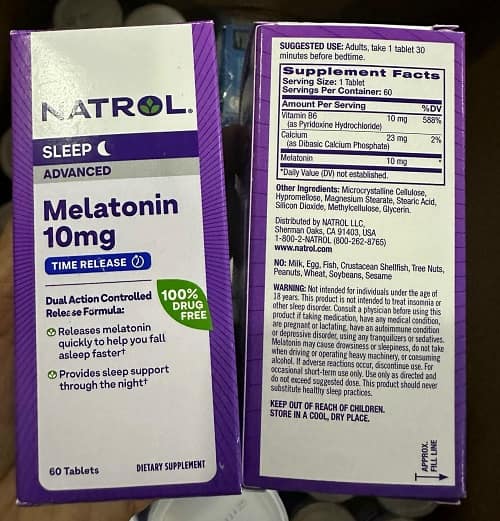 NATROL.
SLEEP
ADVANCED
Melatonin
10mg
TIME RELEASE
Dual Action Controlled
Release Formula:
100%
DRUG
FREE
Releases melatonin
quickly to help you fall
asleep faster†
Provides sleep support
through the night†
60 Tablets
DIETARY SUPPLEMENT
SUGGESTED USE: Adults, take 1 tablet 30
minutes before bedtime.
Supplement Facts
Serving Size: 1 Tablet
Servings Per Container: 60
Amount Per Serving %DV
Vitamin B6 10 mg 588%
(as Pyridoxine Hydrochloride)
Calcium 23 mg 2%
(as Dibasic Calcium Phosphate)
Melatonin 10 mg *
*Daily Value (DV) not established.
Other Ingredients: Microcrystalline Cellulose,
Hypromellose, Magnesium Stearate, Stearic Acid,
Silicon Dioxide, Methylcellulose, Glycerin.
Distributed by NATROL LLC,
Sherman Oaks, CA 91403, USA
1-800-2-NATROL (800-262-8765)
www.natrol.com
NO: Milk, Egg, Fish, Crustacean Shellfish, Tree Nuts,
Peanuts, Wheat, Soybeans, Sesame
WARNING: Not intended for individuals under the age of
18 years. This product is not intended to treat insomnia or
other sleep disorder. Consult a physician before using this
product if taking medication, have any medical condition,
are pregnant or lactating, have an autoimmune condition
or depressive disorder, using any tranquilizers or sedatives.
Melatonin may cause drowsiness or sleepiness, do not take
when driving or operating heavy machinery, or consuming
alcohol. If adverse reactions occur, discontinue use. For
occasional short-term use only. Use only as directed and
do not exceed suggested dose. This product should never
substitute healthy sleep practices.
KEEP OUT OF REACH OF CHILDREN.
STORE IN A COOL, DRY PLACE.
APPROX.
FILL LINE